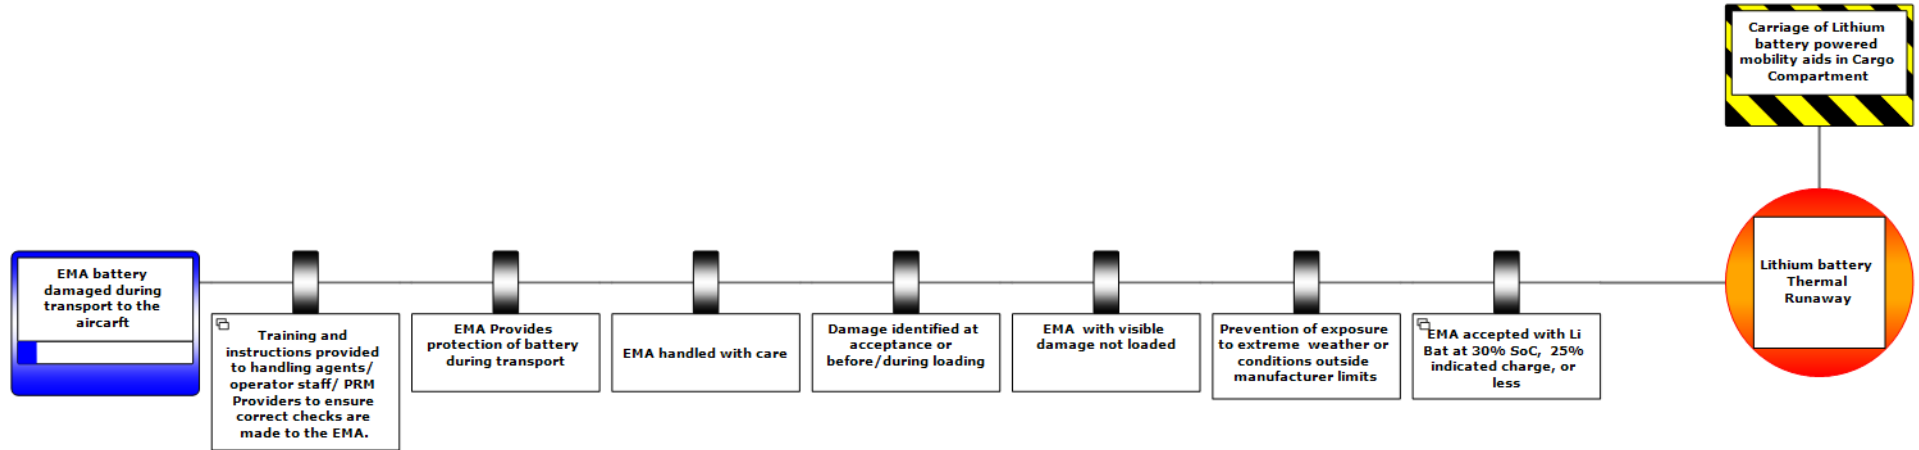 Carriage of Lithium
battery powered
mobility aids in Cargo
Compartment
EMA battery
damaged during
transport to the
aircarft
Training and
instructions provided
to handling agents/
operator staff/ PRM
Providers to ensure
correct checks are
made to the EMA.
EMA Provides
protection of battery
during transport
EMA handled with care
Damage identified at
acceptance or
before/during loading
EMA with visible
damage not loaded
Prevention of exposure
to extreme weather or
conditions outside
manufacturer limits
EMA accepted with Li
Bat at 30% SoC, 25%
indicated charge, or
less
Lithium battery
Thermal
Runaway